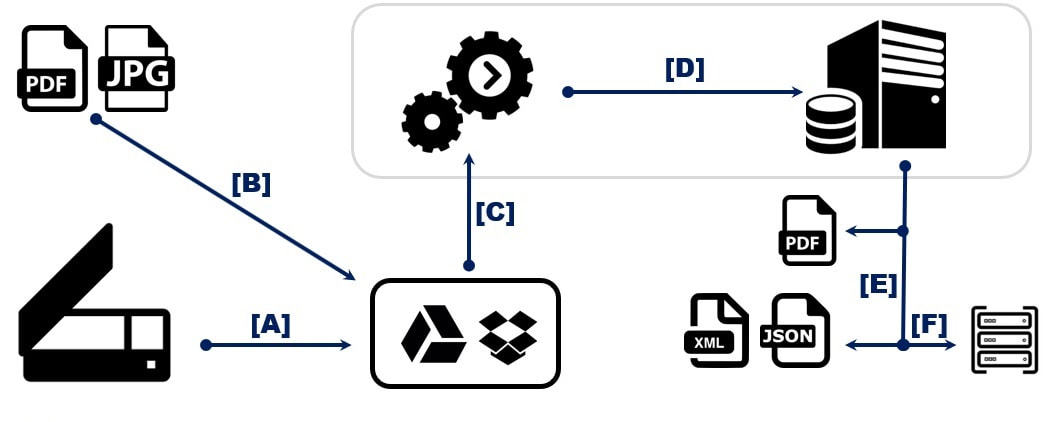 PDF
JPG
[D]
[B]
[C]
PDF
[E]
[A]
XML
JSON
[F]